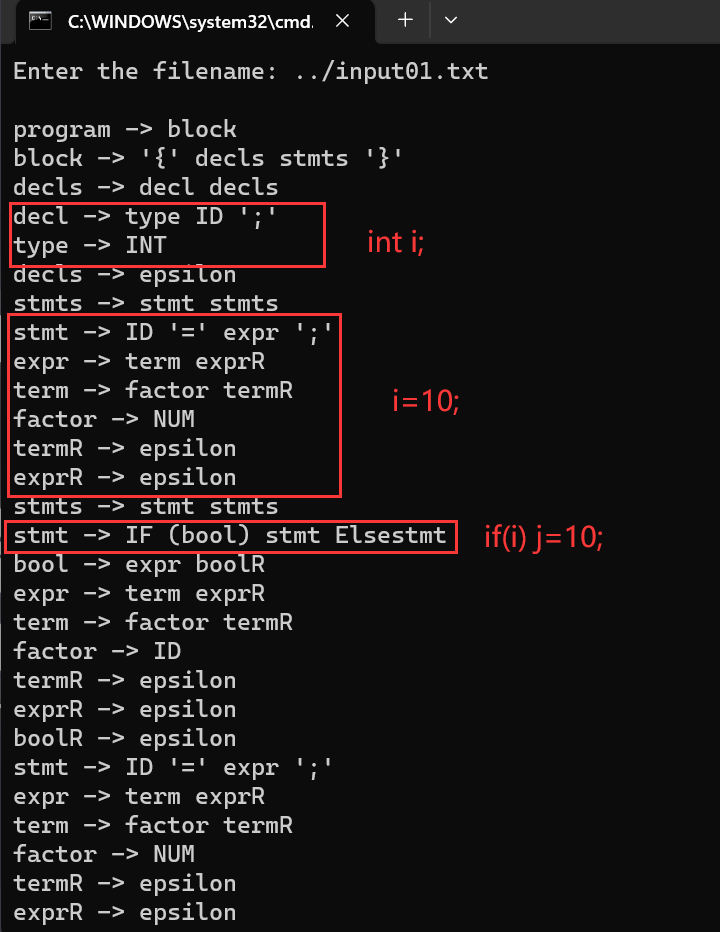 C:\WINDOWS\system32\cmd.
Enter the filename: ../input01.txt
program -> block
block -> '{' decls stmts '}'
decls -> decl decls
decl -> type ID ';'
type -> INT
int i;
decls -> epsilon
stmts -> stmt stmts
stmt -> ID '=' expr ';'
expr -> term exprR
term -> factor termR
i=10;
factor -> NUM
termR -> epsilon
exprR -> epsilon
stmts -> stmt stmts
stmt -> IF (bool) stmt Elsestmt
if(i) j=10;
bool -> expr boolR
expr -> term exprR
term -> factor termR
factor -> ID
termR -> epsilon
exprR -> epsilon
boolR -> epsilon
stmt -> ID '=' expr ';'
expr -> term exprR
term -> factor termR
factor -> NUM
termR -> epsilon
exprR -> epsilon